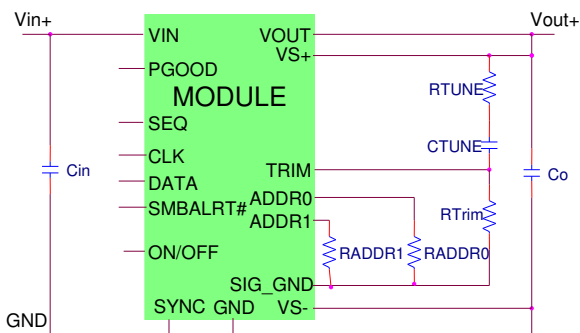 Vin+
Vout+
VIN
VOUT
VS+
PGOOD
RTUNE
MODULE
SEQ
CTUNE
CLK
TRIM
Cin
Co
DATA
ADDR0
SMBALRT#
RTrim
ADDR1
ON/OFF
RADDR1
RADDR0
SIG_GND
SYNC
GND
VS-
GND